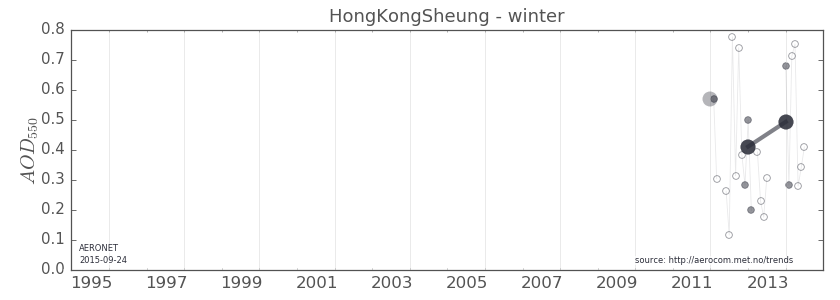 HongKongSheung - winter
0.8
0.7
0.6
0.5
0.4
0.3
0.2
0.1
0.0
AOD550
AERONET
2015-09-24
source: http://aerocom.met.no/trends
1995 1997 1999 2001 2003 2005 2007 2009 2011 2013